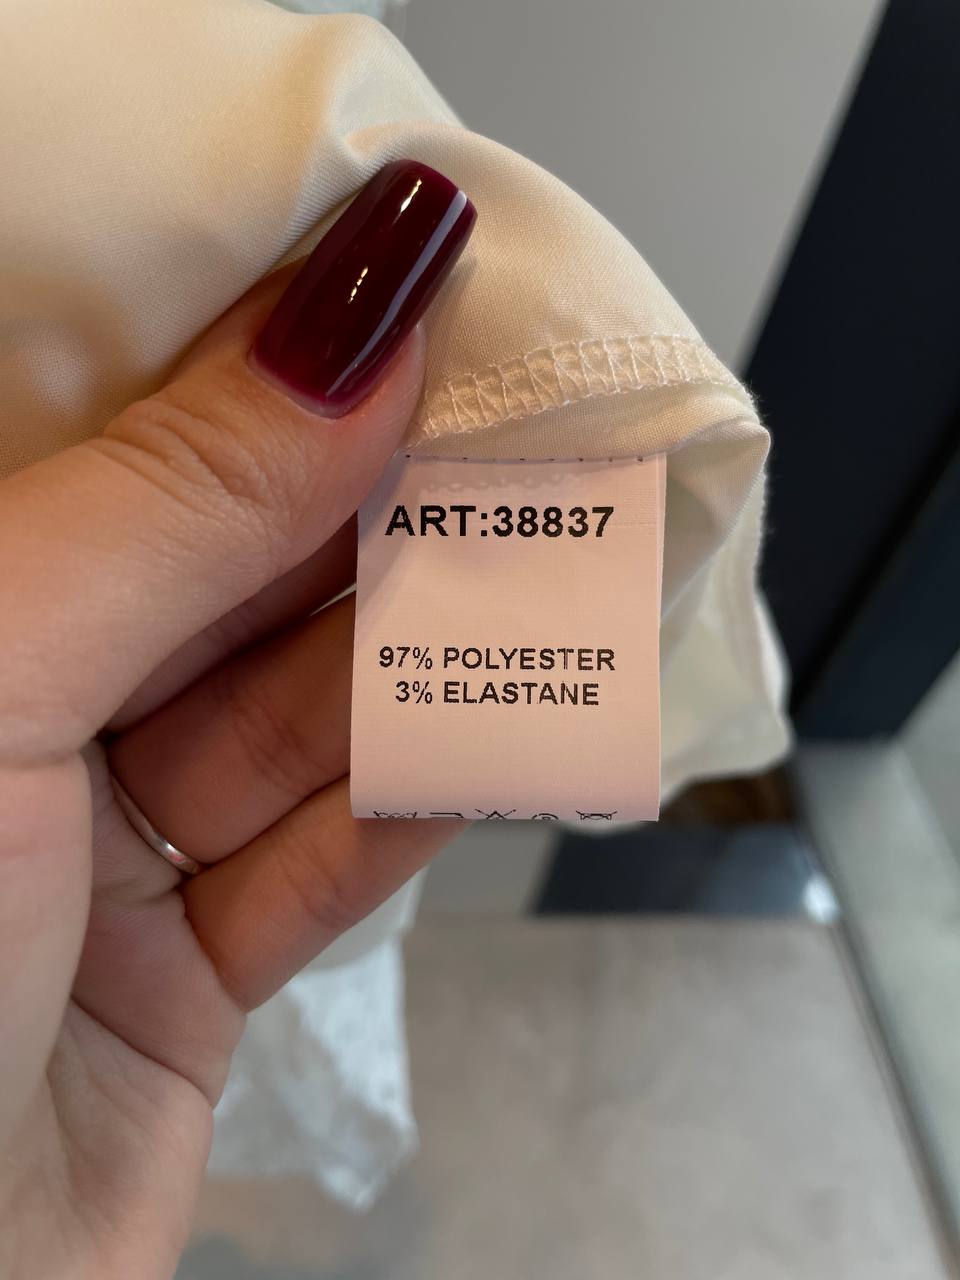 ART:38837
97% POLYESTER
3% ELASTANE